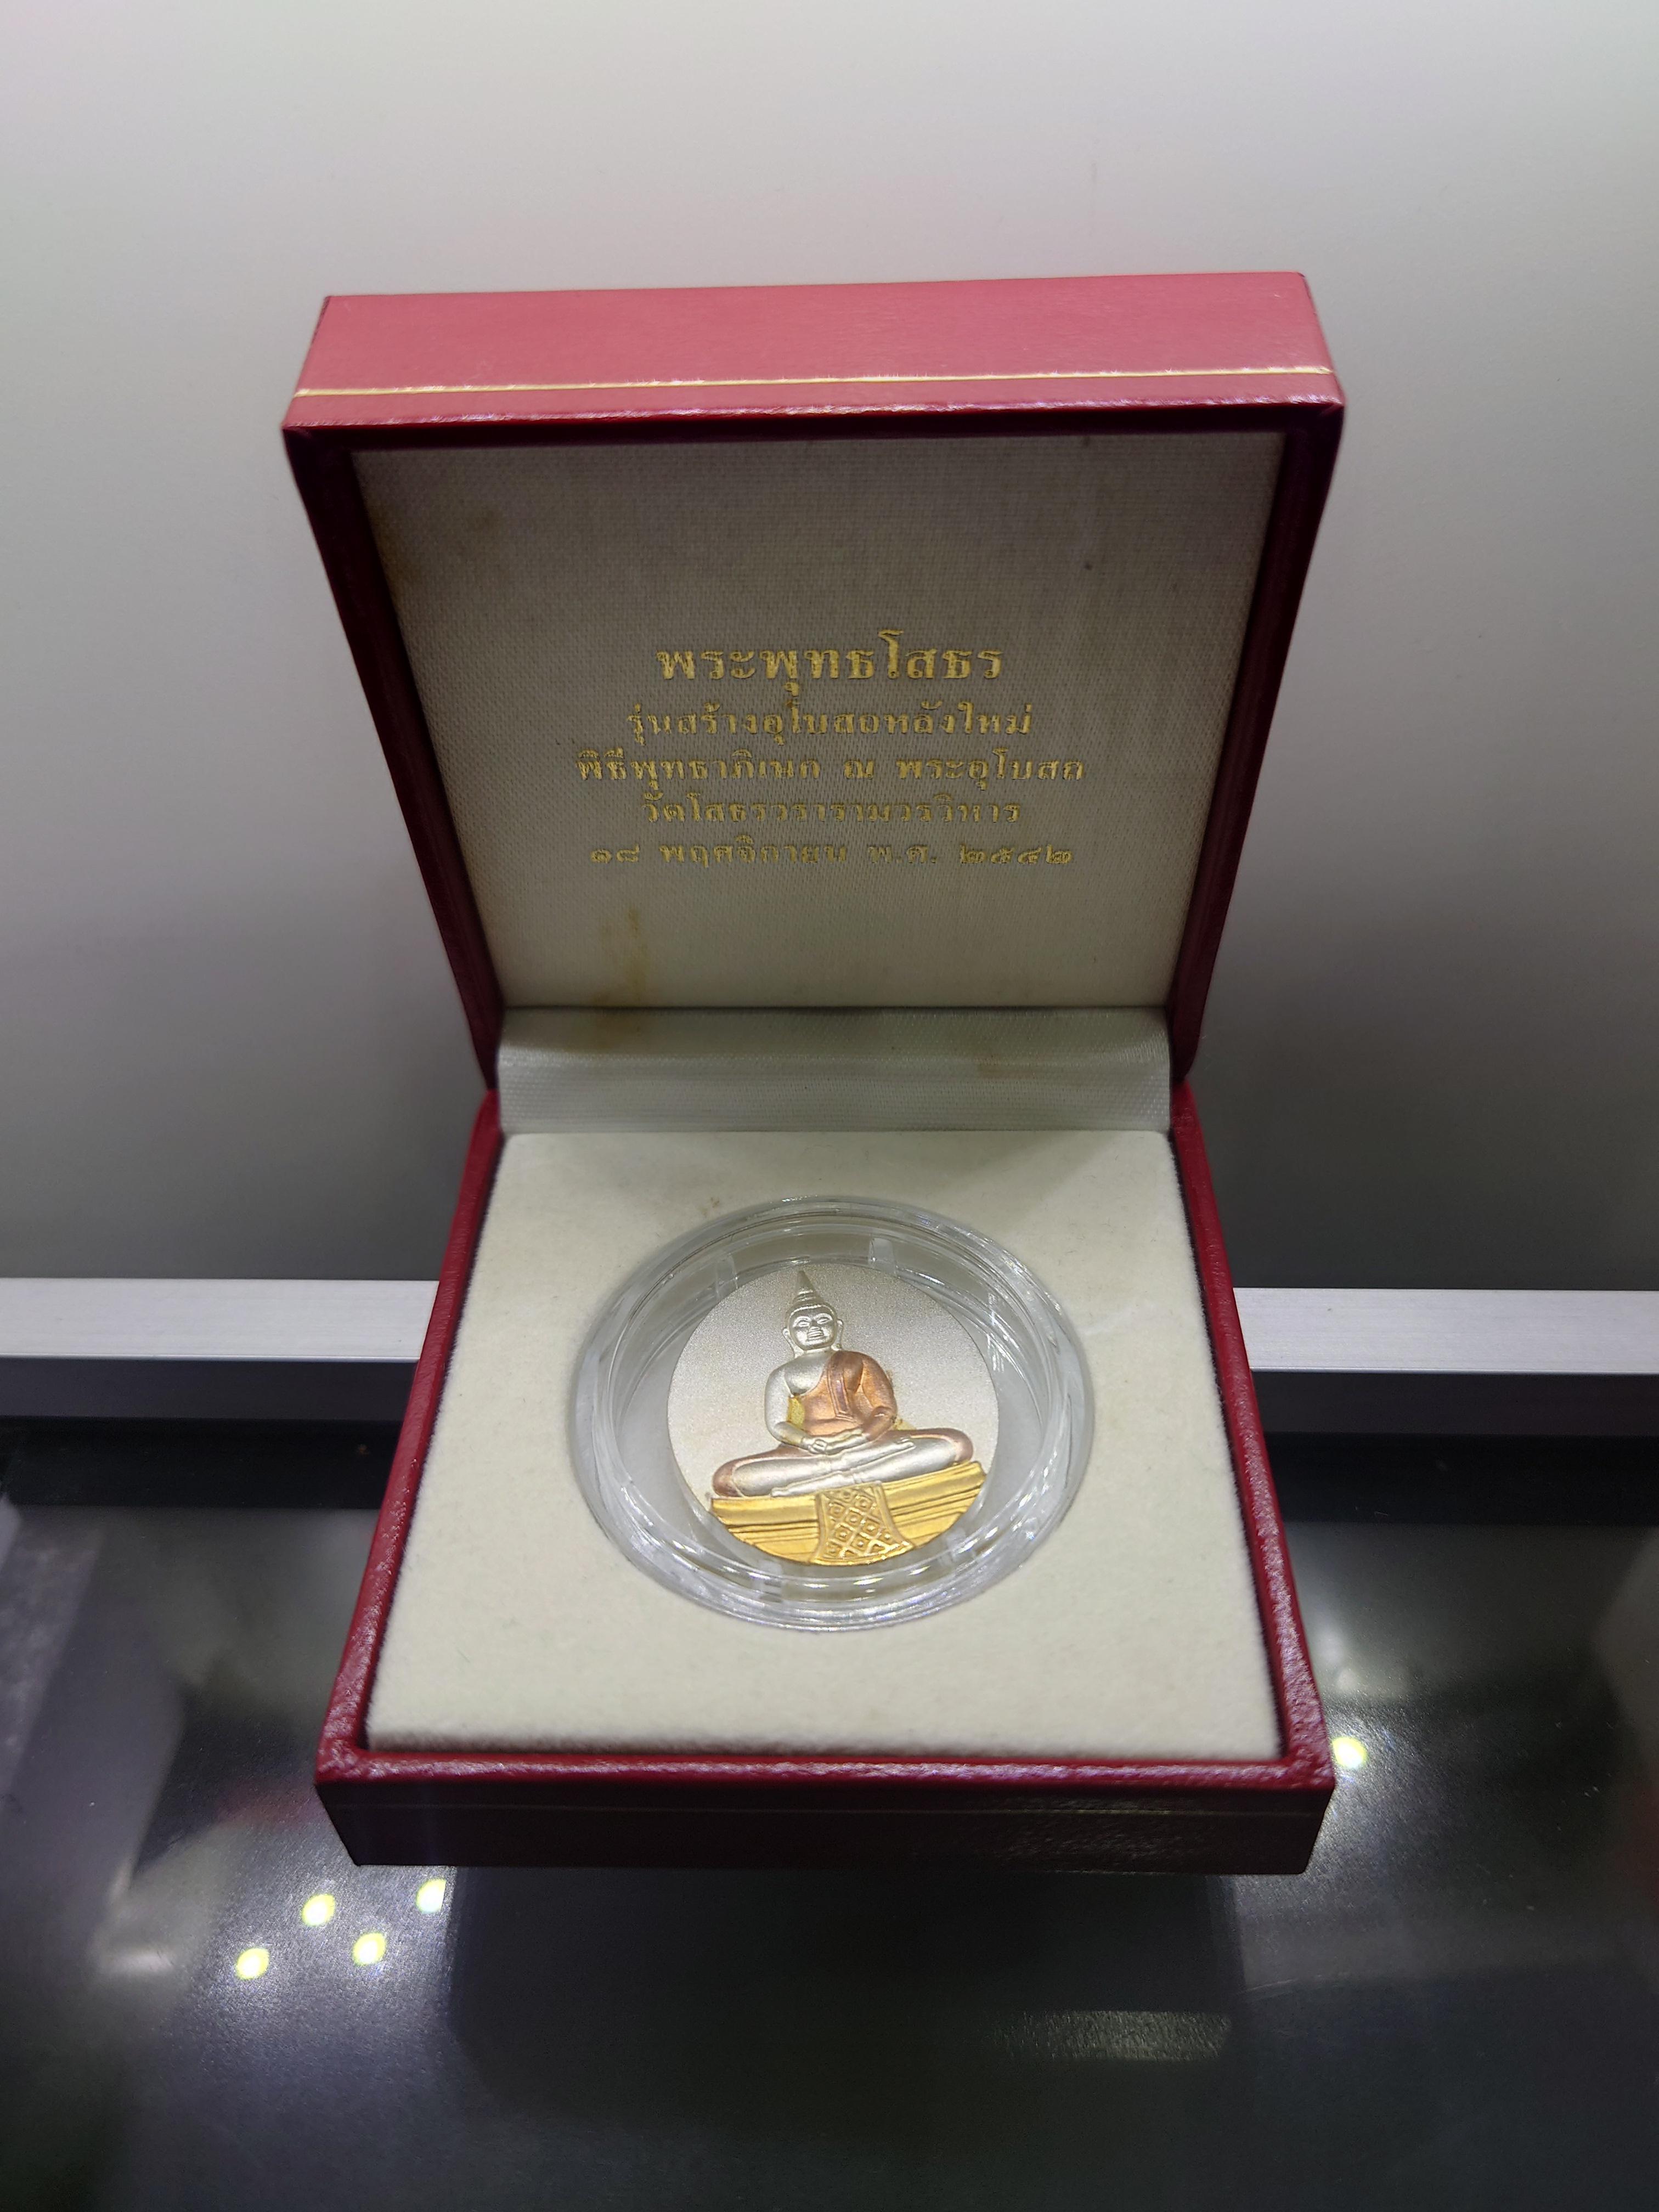 พระพุทธโสธร
รุ่นสร้างอุโบสถหลังใหม่
พิธีพุทธาภิเษก ณ พระอุโบสถ
วัดโสธรวรารามวรวิหาร
๑๘ พฤศจิกายน พ.ศ. ๒๕๔๒